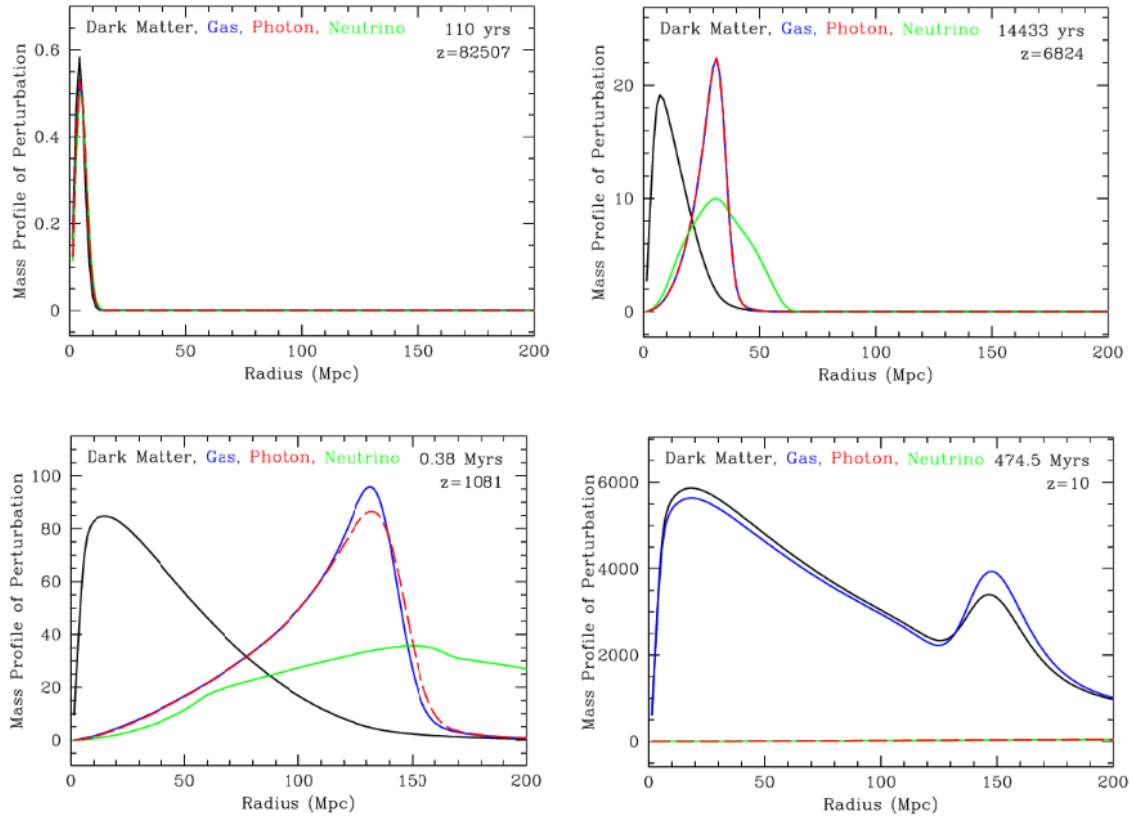 Dark Matter, Gas, Photon, Neutrino 110 yrs
z=82507
Mass Profile of Perturbation
0.6
0.4
0.2
0
0 50 100 150 200
Radius (Mpc)
Dark Matter, Gas, Photon, Neutrino 14433 yrs
z=6824
Mass Profile of Perturbation
20
10
0
0 50 100 150 200
Radius (Mpc)
Dark Matter, Gas, Photon, Neutrino 0.38 Myrs
z=1081
Mass Profile of Perturbation
100
80
60
40
20
0
0 50 100 150 200
Radius (Mpc)
Dark Matter, Gas, Photon, Neutrino 474.5 Myrs
z=10
Mass Profile of Perturbation
6000
4000
2000
0
0 50 100 150 200
Radius (Mpc)